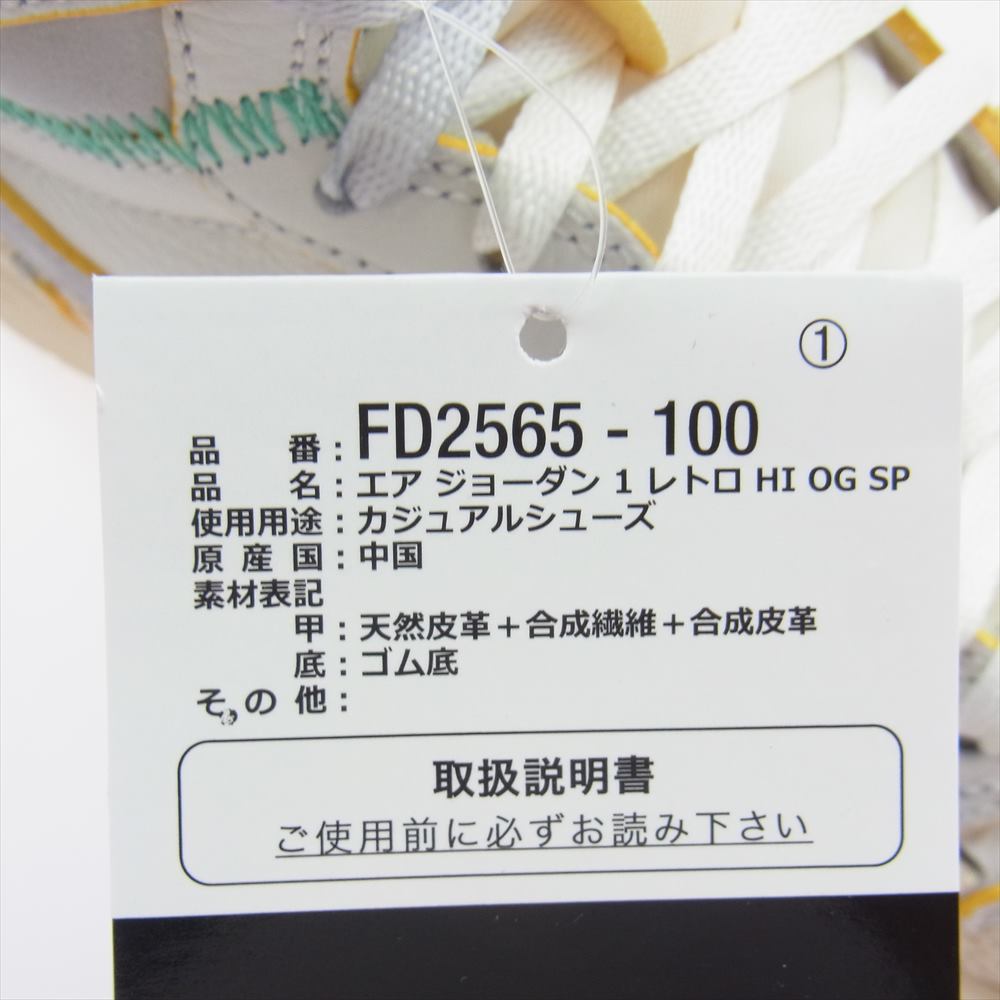 ①
品 番：FD2565 - 100
品 名：エア ジョーダン 1 レトロ HI OG SP
使用用途：カジュアルシューズ
原 産 国：中国
素材表記
甲：天然皮革＋合成繊維＋合成皮革
底：ゴム底
その 他：
取扱説明書
ご使用前に必ずお読み下さい